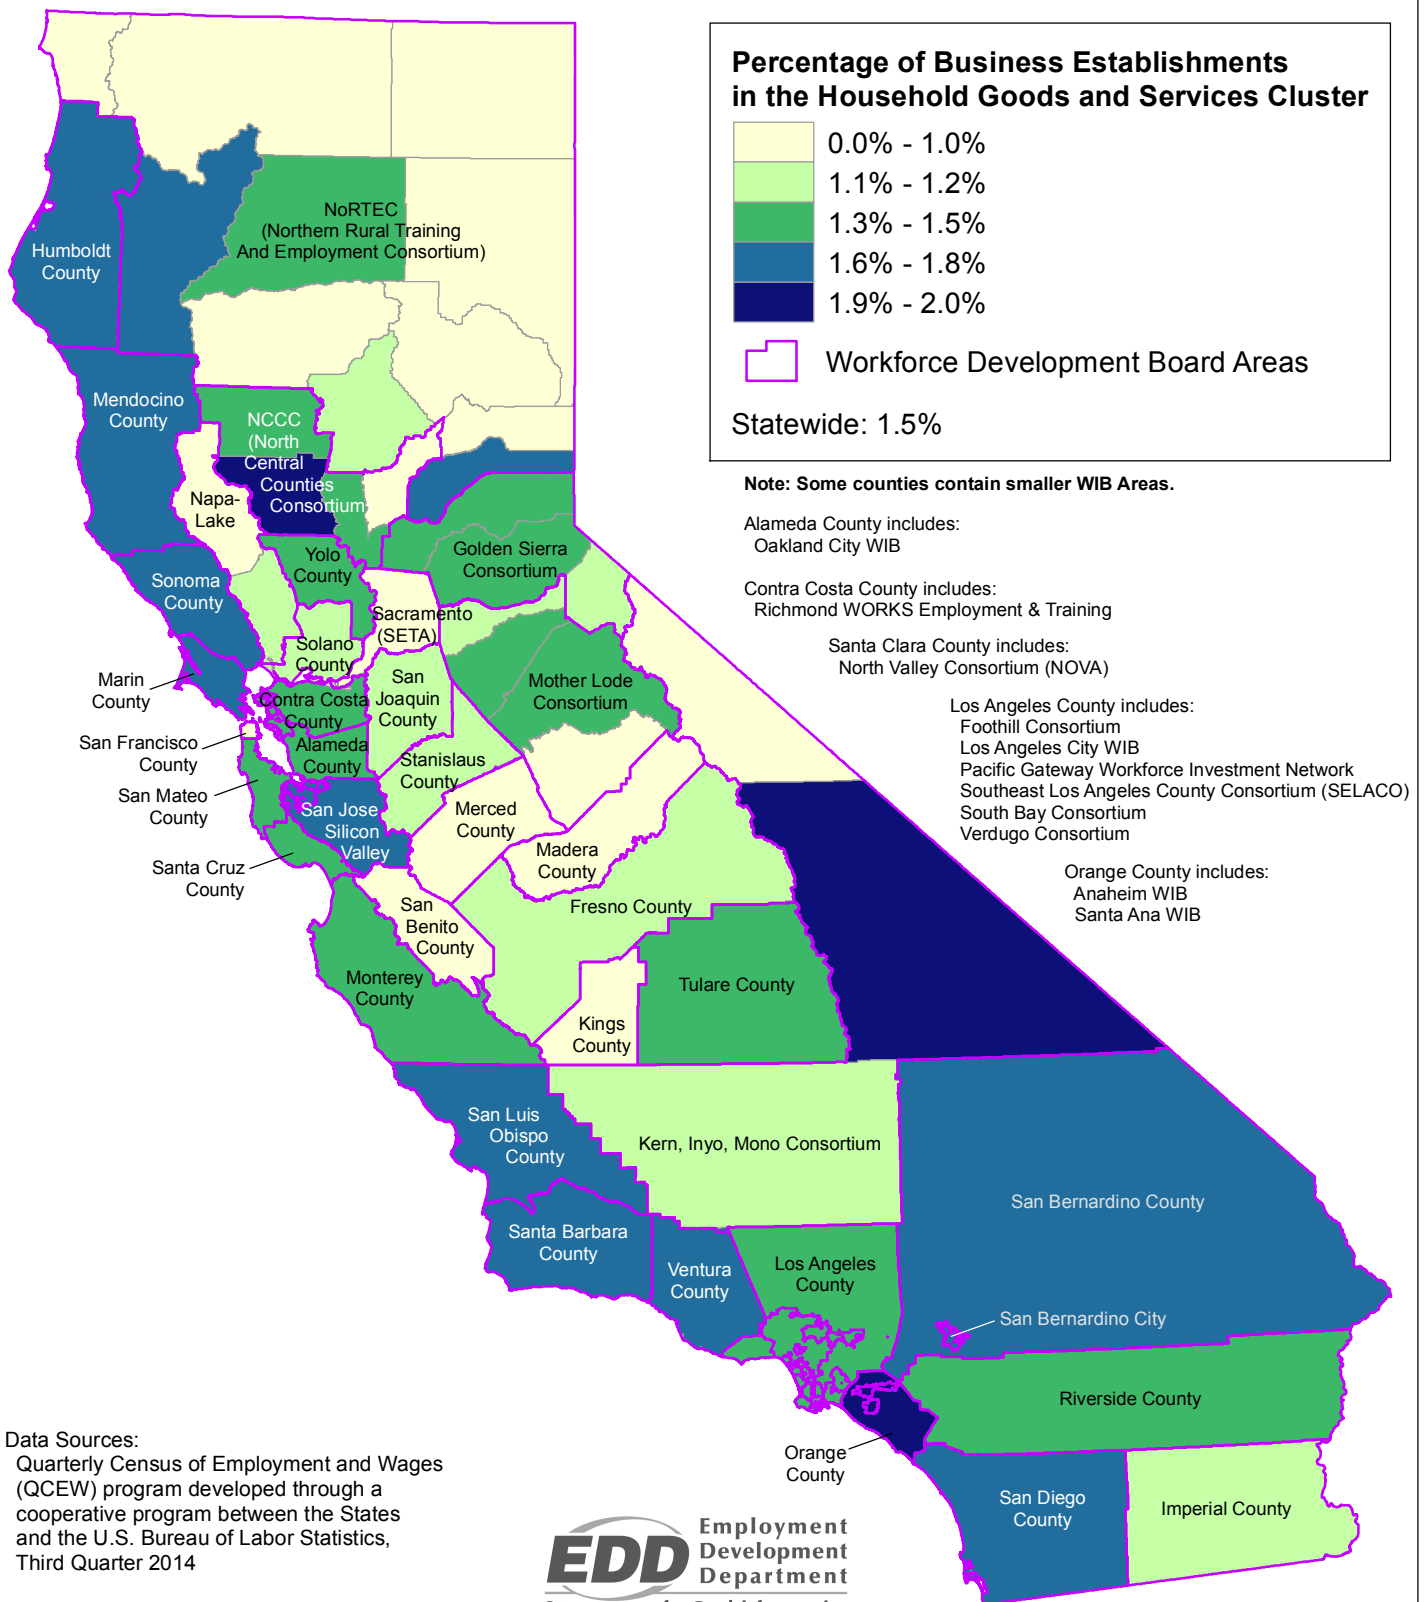 Percentage of Business Establishments
in the Household Goods and Services Cluster
0.0% - 1.0%
1.1% - 1.2%
1.3% - 1.5%
1.6% - 1.8%
1.9% - 2.0%
Workforce Development Board Areas
Statewide: 1.5%
Note: Some counties contain smaller WIB Areas.
Alameda County includes:
Oakland City WIB
Contra Costa County includes:
Richmond WORKS Employment & Training
Santa Clara County includes:
North Valley Consortium (NOVA)
Los Angeles County includes:
Foothill Consortium
Los Angeles City WIB
Pacific Gateway Workforce Investment Network
Southeast Los Angeles County Consortium (SELACO)
South Bay Consortium
Verdugo Consortium
Orange County includes:
Anaheim WIB
Santa Ana WIB
NoRTEC
(Northern Rural Training
And Employment Consortium)
Humboldt
County
Mendocino
County
NCCC
(North
Central
Counties
Consortium
Napa-
Lake
Yolo
County
Golden Sierra
Consortium
Sonoma
County
Sacramento
(SETA)
Solano
County
Marin
County
San
Joaquin
County
Mother Lode
Consortium
Contra Costa
County
San Francisco
County
Alameda
County
Stanislaus
County
San Mateo
County
San Jose
Silicon
Valley
Merced
County
Santa Cruz
County
Madera
County
San
Benito
County
Fresno County
Monterey
County
Tulare County
Kings
County
San Luis
Obispo
County
Kern, Inyo, Mono Consortium
San Bernardino County
Santa Barbara
County
Ventura
County
Los Angeles
County
San Bernardino City
Riverside County
Orange
County
San Diego
County
Imperial County
Data Sources:
Quarterly Census of Employment and Wages
(QCEW) program developed through a
cooperative program between the States
and the U.S. Bureau of Labor Statistics,
Third Quarter 2014
EDD
Employment
Development
Department